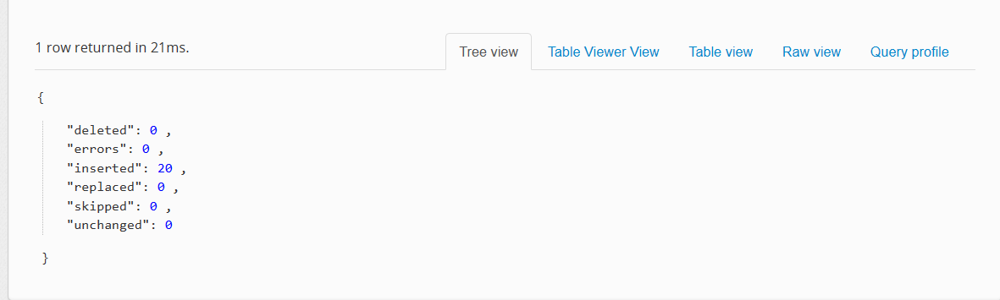 1 row returned in 21ms.
Tree view Table Viewer View Table view Raw view Query profile
{
"deleted": 0 ,
"errors": 0 ,
"inserted": 20 ,
"replaced": 0 ,
"skipped": 0 ,
"unchanged": 0
}